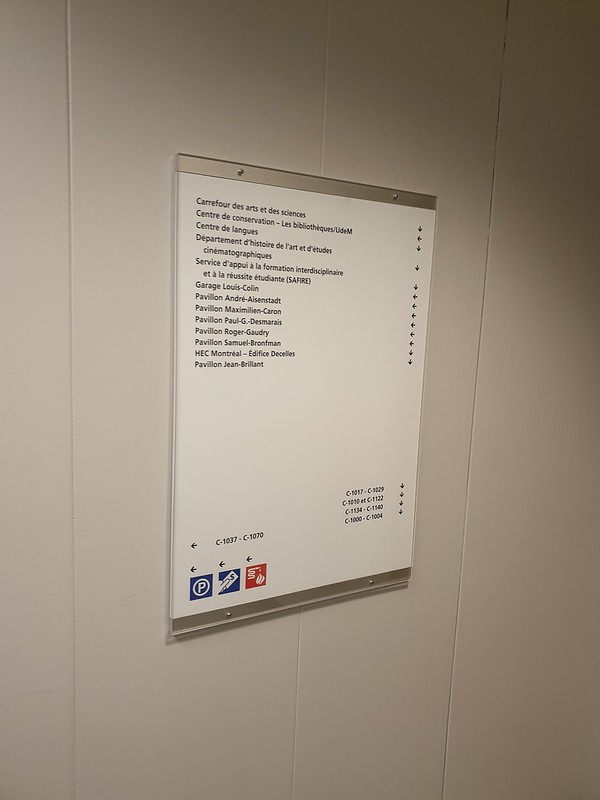 Carrefour des arts et des sciences ↓
Centre de conservation – Les bibliothèques/UdeM ←
Centre de langues ↓
Département d'histoire de l'art et d'études
cinématographiques ↓
Service d'appui à la formation interdisciplinaire
et à la réussite étudiante (SAFIRE) ↓
Garage Louis-Colin ←
Pavillon André-Aisenstadt ←
Pavillon Maximilien-Caron ←
Pavillon Paul-G.-Desmarais ←
Pavillon Roger-Gaudry ←
Pavillon Samuel-Bronfman ←
HEC Montréal – Édifice Decelles ↓
Pavillon Jean-Brillant ↓
C-1017 - C-1029 ↓
C-1010 et C-1122 ↓
C-1134 - C-1140 ↓
C-1000 - C-1004 ↓
← C-1037 - C-1070
← ← ←
P $